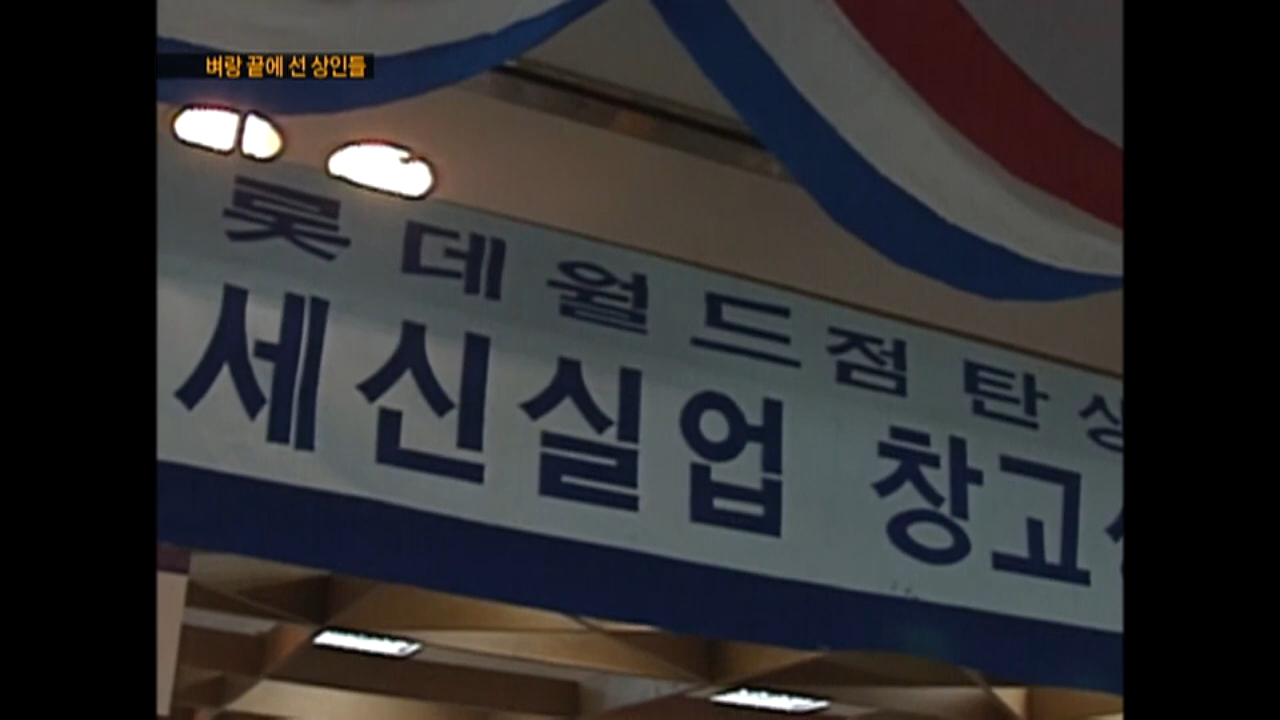 벼랑 끝에 선 상인들
롯데월드점 탄생
세신실업 창고